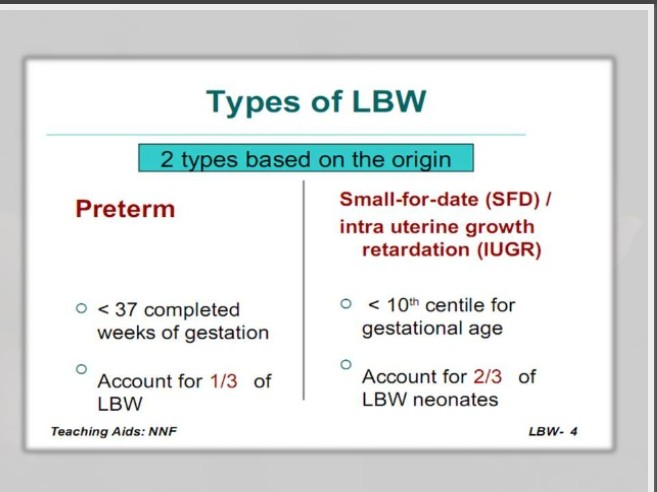 Types of LBW
2 types based on the origin
Preterm
○ < 37 completed
weeks of gestation
○ Account for 1/3 of
LBW
Small-for-date (SFD) /
intra uterine growth
retardation (IUGR)
○ < 10th centile for
gestational age
○ Account for 2/3 of
LBW neonates
Teaching Aids: NNF
LBW- 4